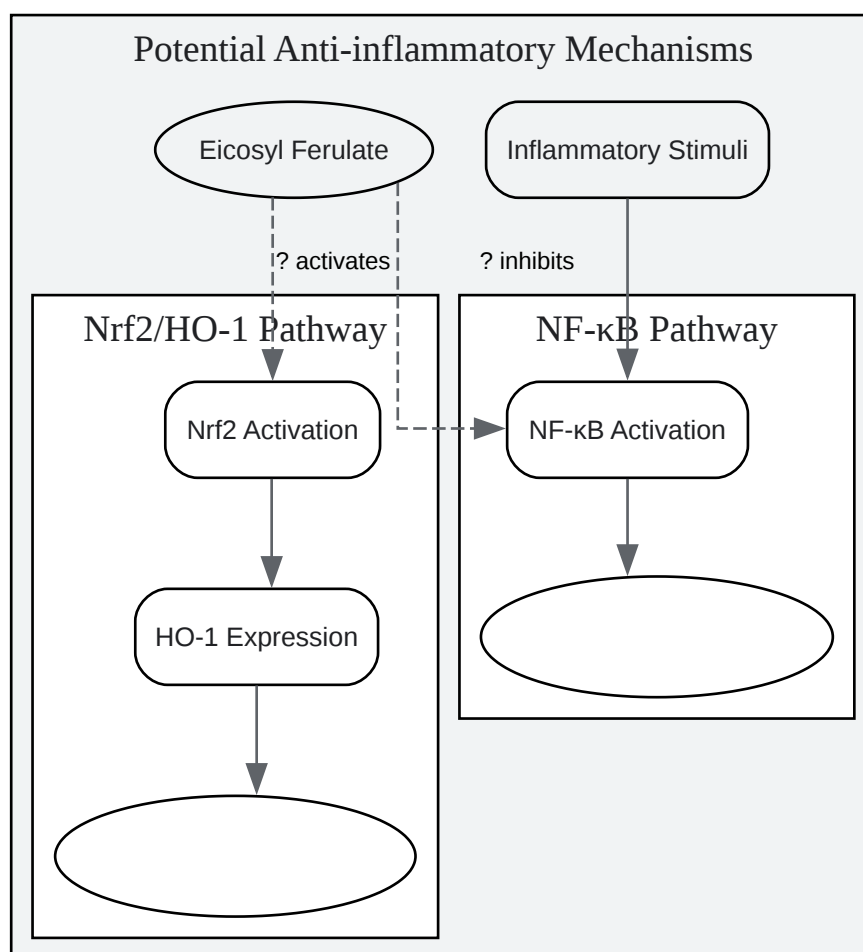 Potential Anti-inflammatory Mechanisms
Eicosyl Ferulate
Inflammatory Stimuli
? activates
? inhibits
Nrf2/HO-1 Pathway
NF-κB Pathway
Nrf2 Activation
NF-κB Activation
HO-1 Expression